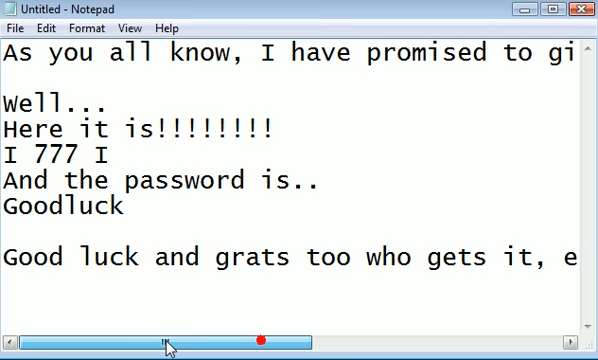 Untitled - Notepad
File Edit Format View Help
As you all know, I have promised to gi
Well...
Here it is!!!!!!!!
I 777 I
And the password is..
Goodluck
Good luck and grats too who gets it, e